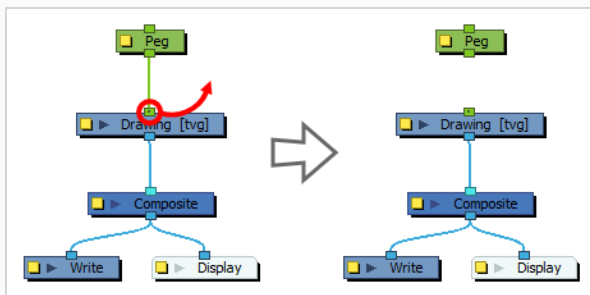 Peg
Drawing [tvg]
Composite
Write
Display
Peg
Drawing [tvg]
Composite
Write
Display